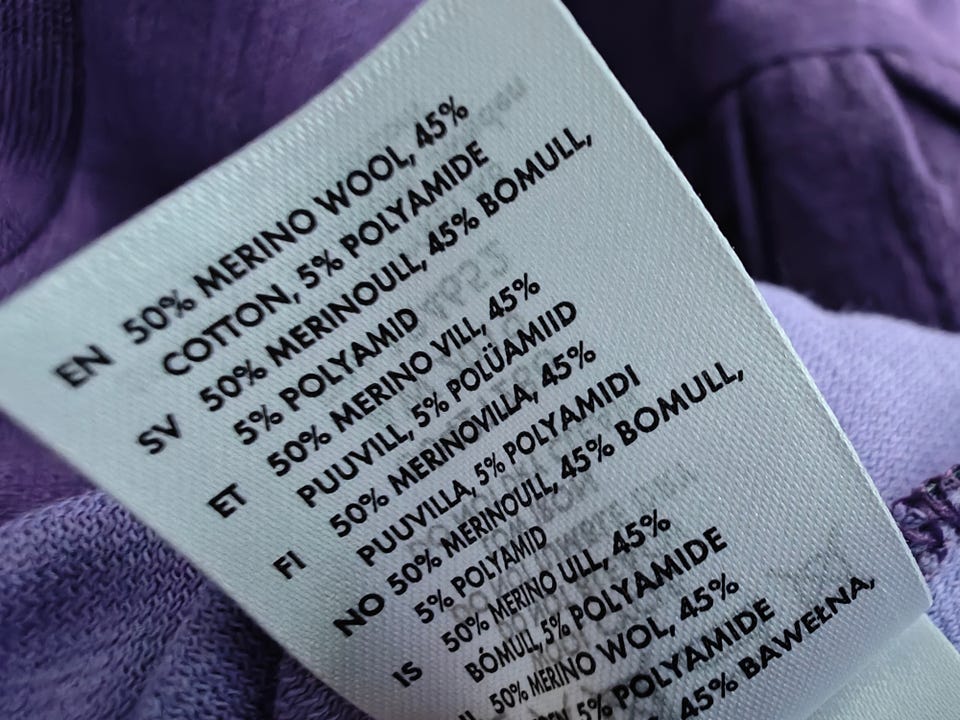 EN 50% MERINO WOOL, 45%
COTTON, 5% POLYAMIDE
SV 50% MERINOULL, 45% BOMULL,
5% POLYAMID
ET 50% MERINO VILL, 45%
PUUVILL, 5% POLÜAMIID
FI 50% MERINOVILLA, 45%
PUUVILLA, 5% POLYAMIDI
NO 50% MERINOULL, 45% BOMULL,
5% POLYAMID
IS 50% MERINO ULL, 45%
BÓMULL, 5% POLYAMIDE
50% MERINO WOL, 45%
5% POLYAMIDE
45% BAWEŁNA,